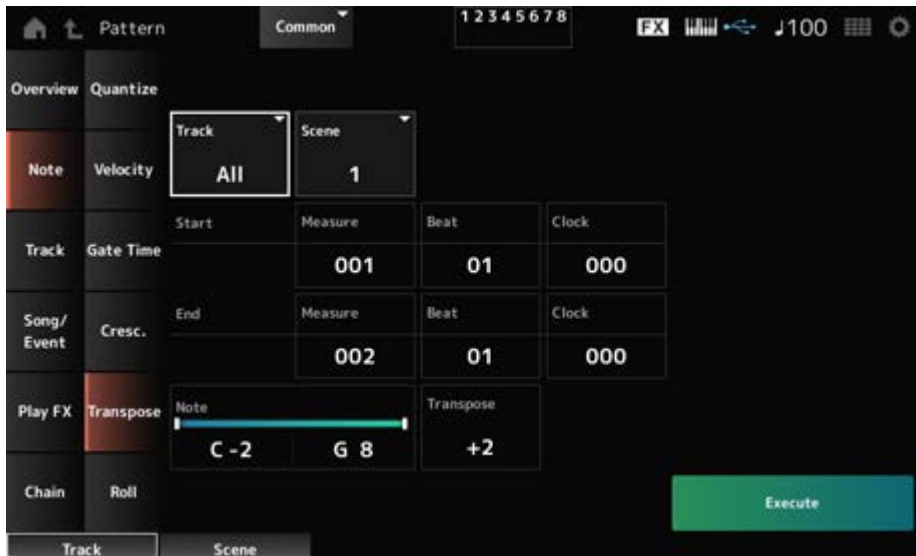 Pattern
Common
12345678
FX
♩100
Overview
Quantize
Note
Velocity
Track
All
Scene
1
Track
Gate Time
Start
Measure
Beat
Clock
001
01
000
Song/
Event
Cresc.
End
Measure
Beat
Clock
002
01
000
Play FX
Transpose
Note
C -2
G 8
Transpose
+2
Chain
Roll
Execute
Track
Scene